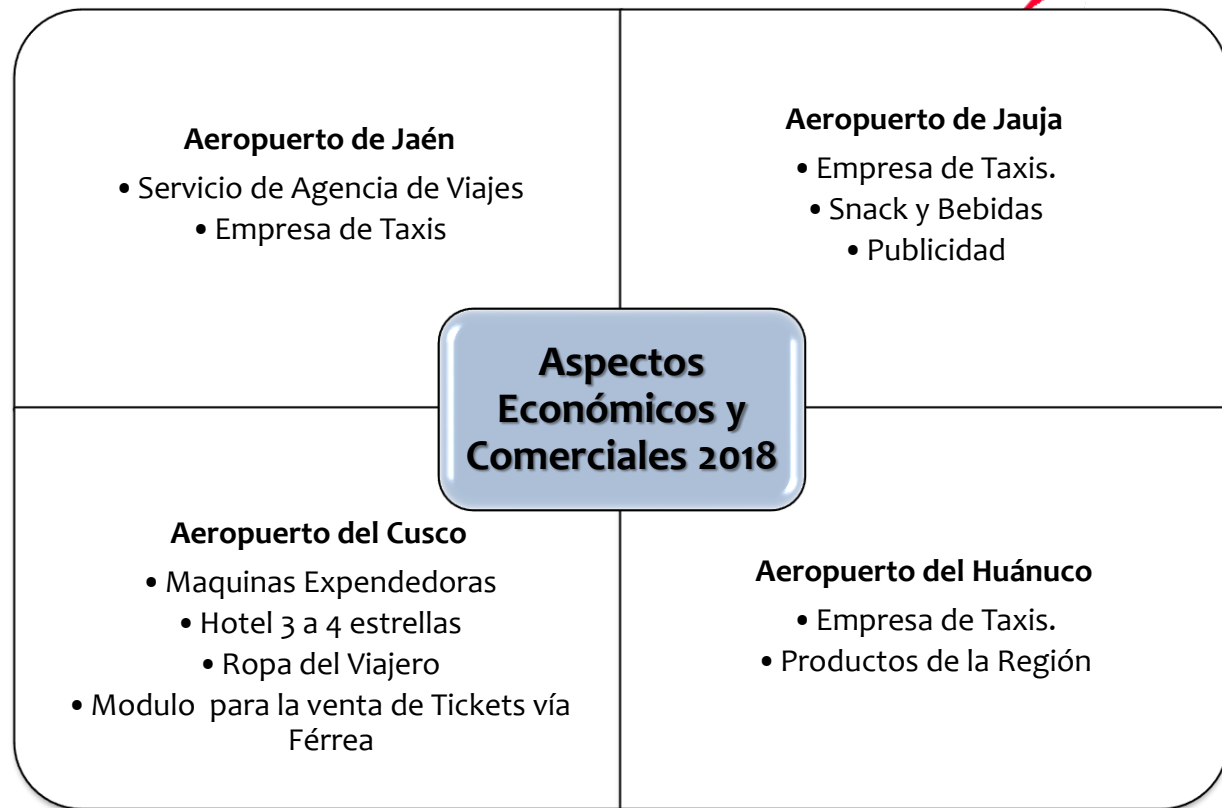 Aeropuerto de Jaén
• Servicio de Agencia de Viajes
• Empresa de Taxis
Aeropuerto de Jauja
• Empresa de Taxis.
• Snack y Bebidas
• Publicidad
Aspectos
Económicos y
Comerciales 2018
Aeropuerto del Cusco
• Maquinas Expendedoras
• Hotel 3 a 4 estrellas
• Ropa del Viajero
• Modulo para la venta de Tickets vía
Férrea
Aeropuerto del Huánuco
• Empresa de Taxis.
• Productos de la Región